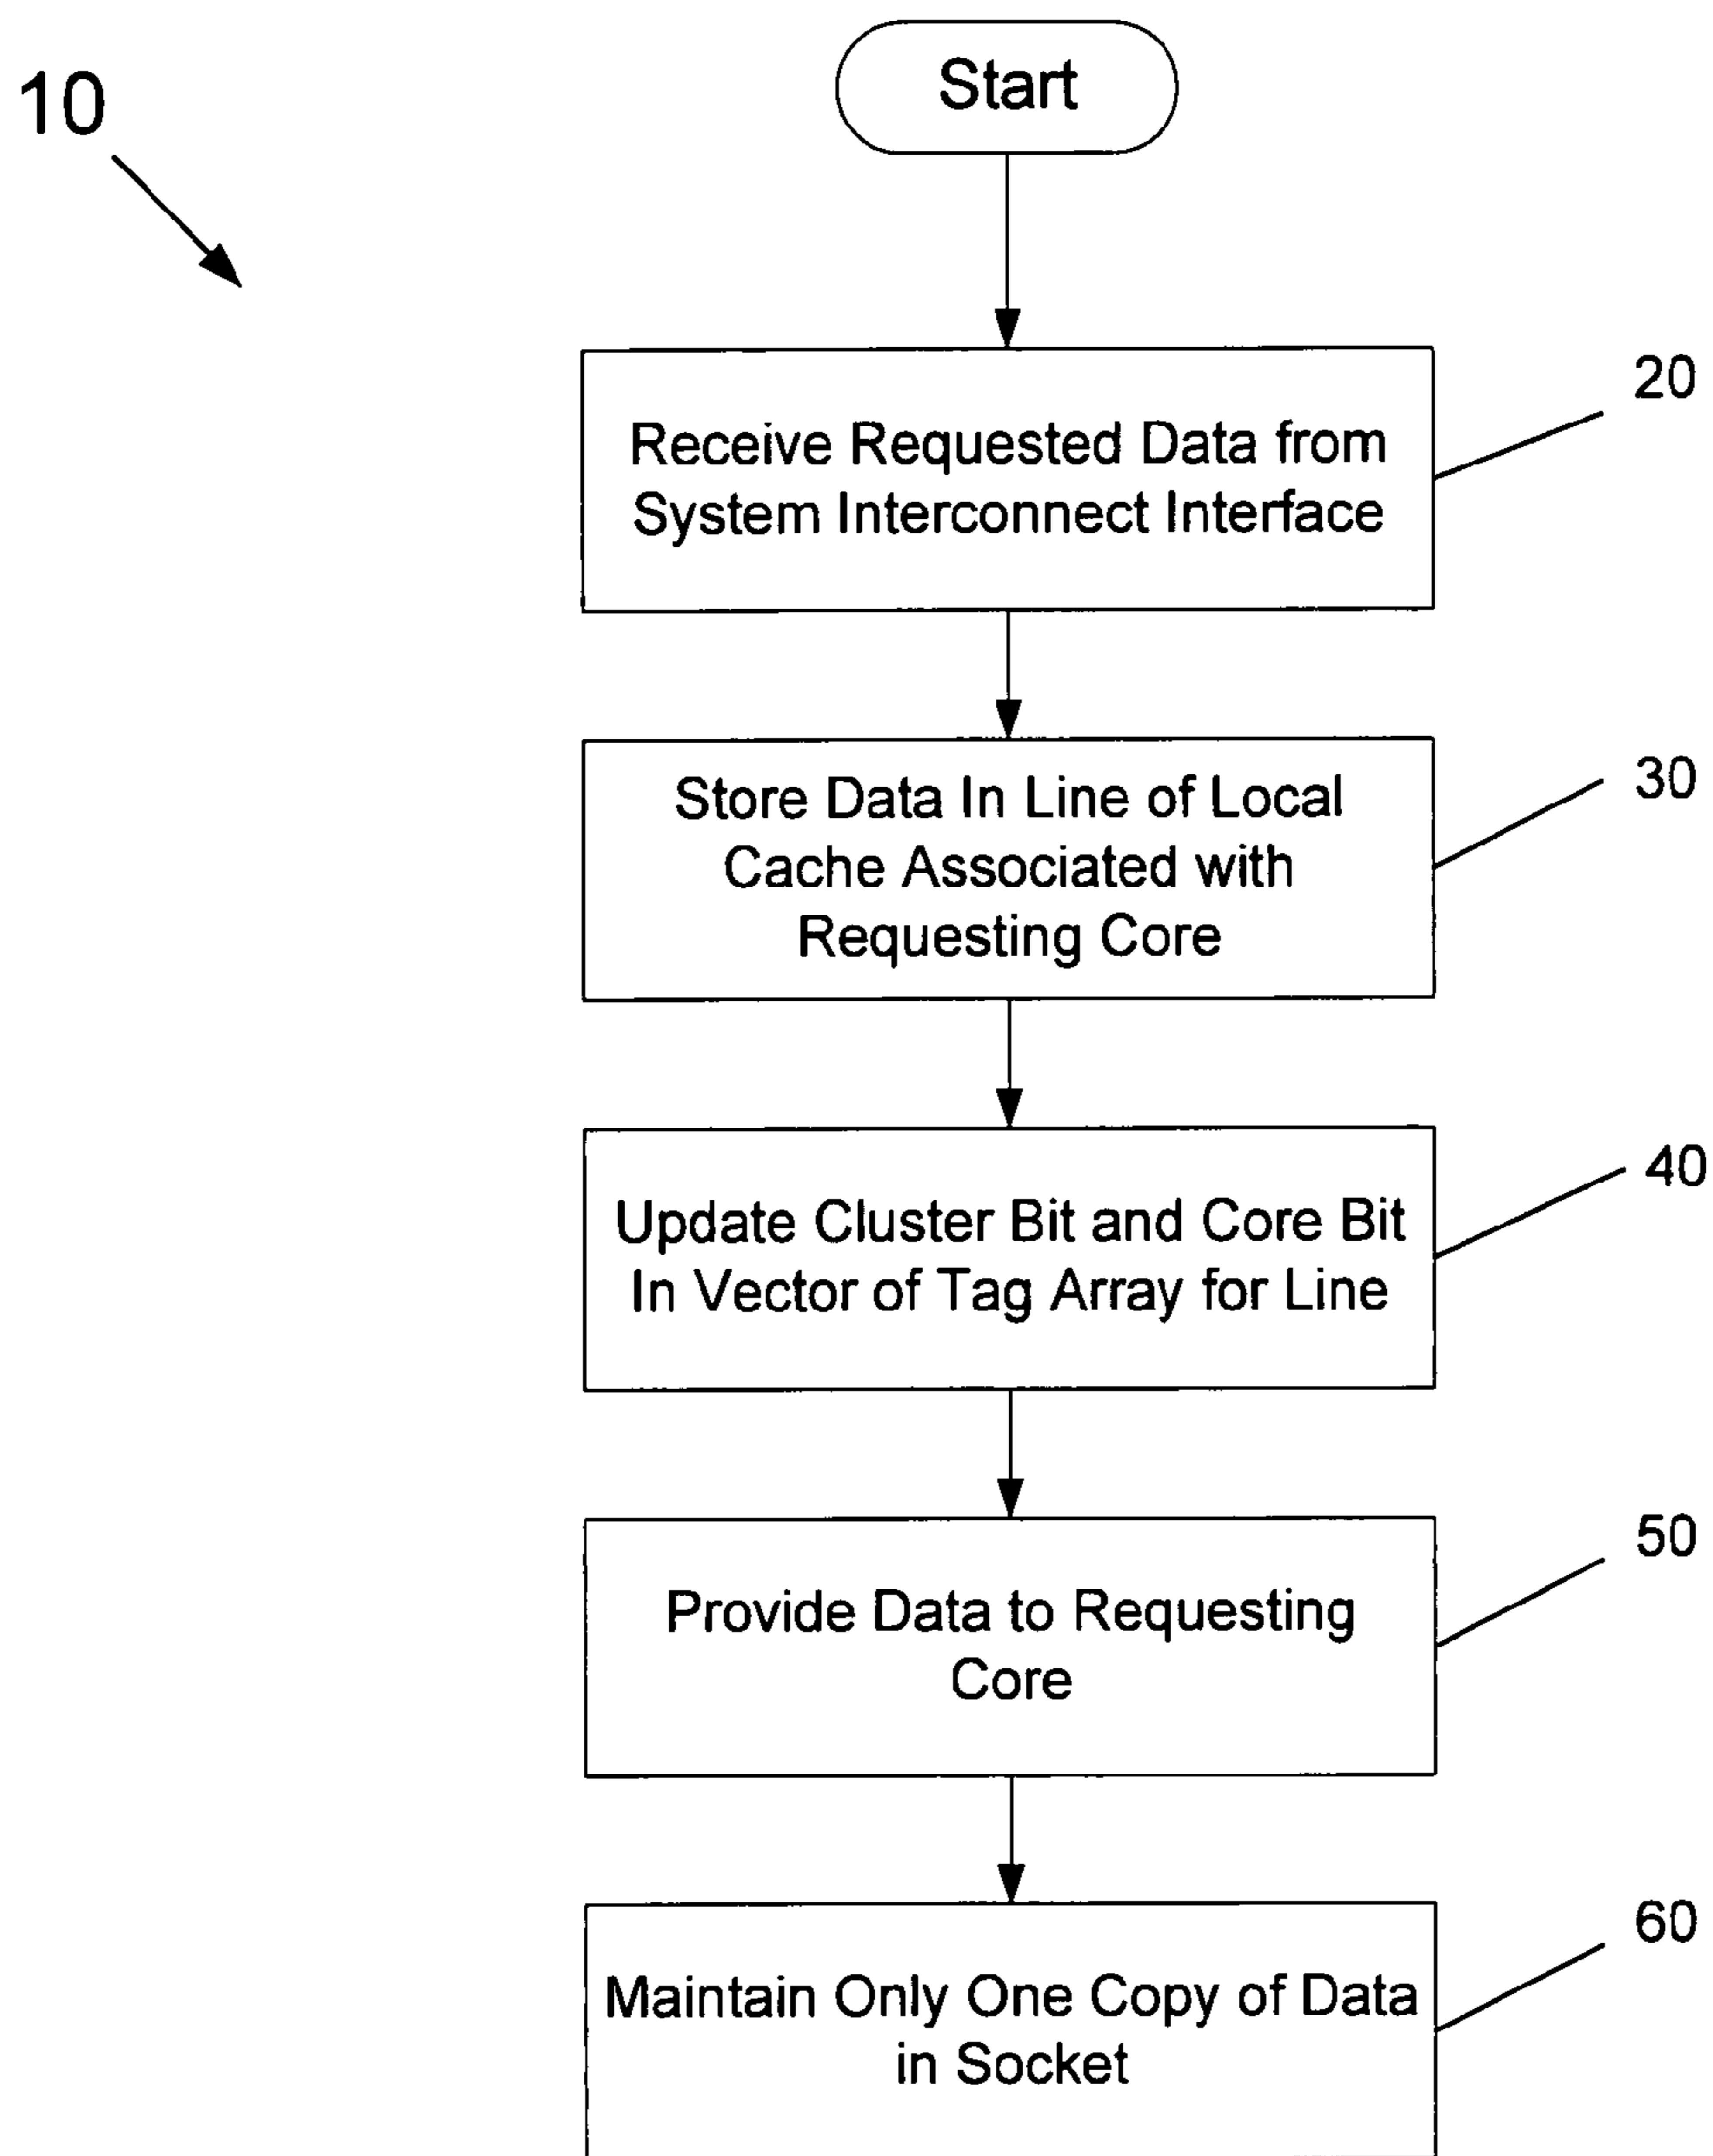 10
Start
Receive Requested Data from
System Interconnect Interface
20
Store Data In Line of Local
Cache Associated with
Requesting Core
30
Update Cluster Bit and Core Bit
In Vector of Tag Array for Line
40
Provide Data to Requesting
Core
50
Maintain Only One Copy of Data
in Socket
60